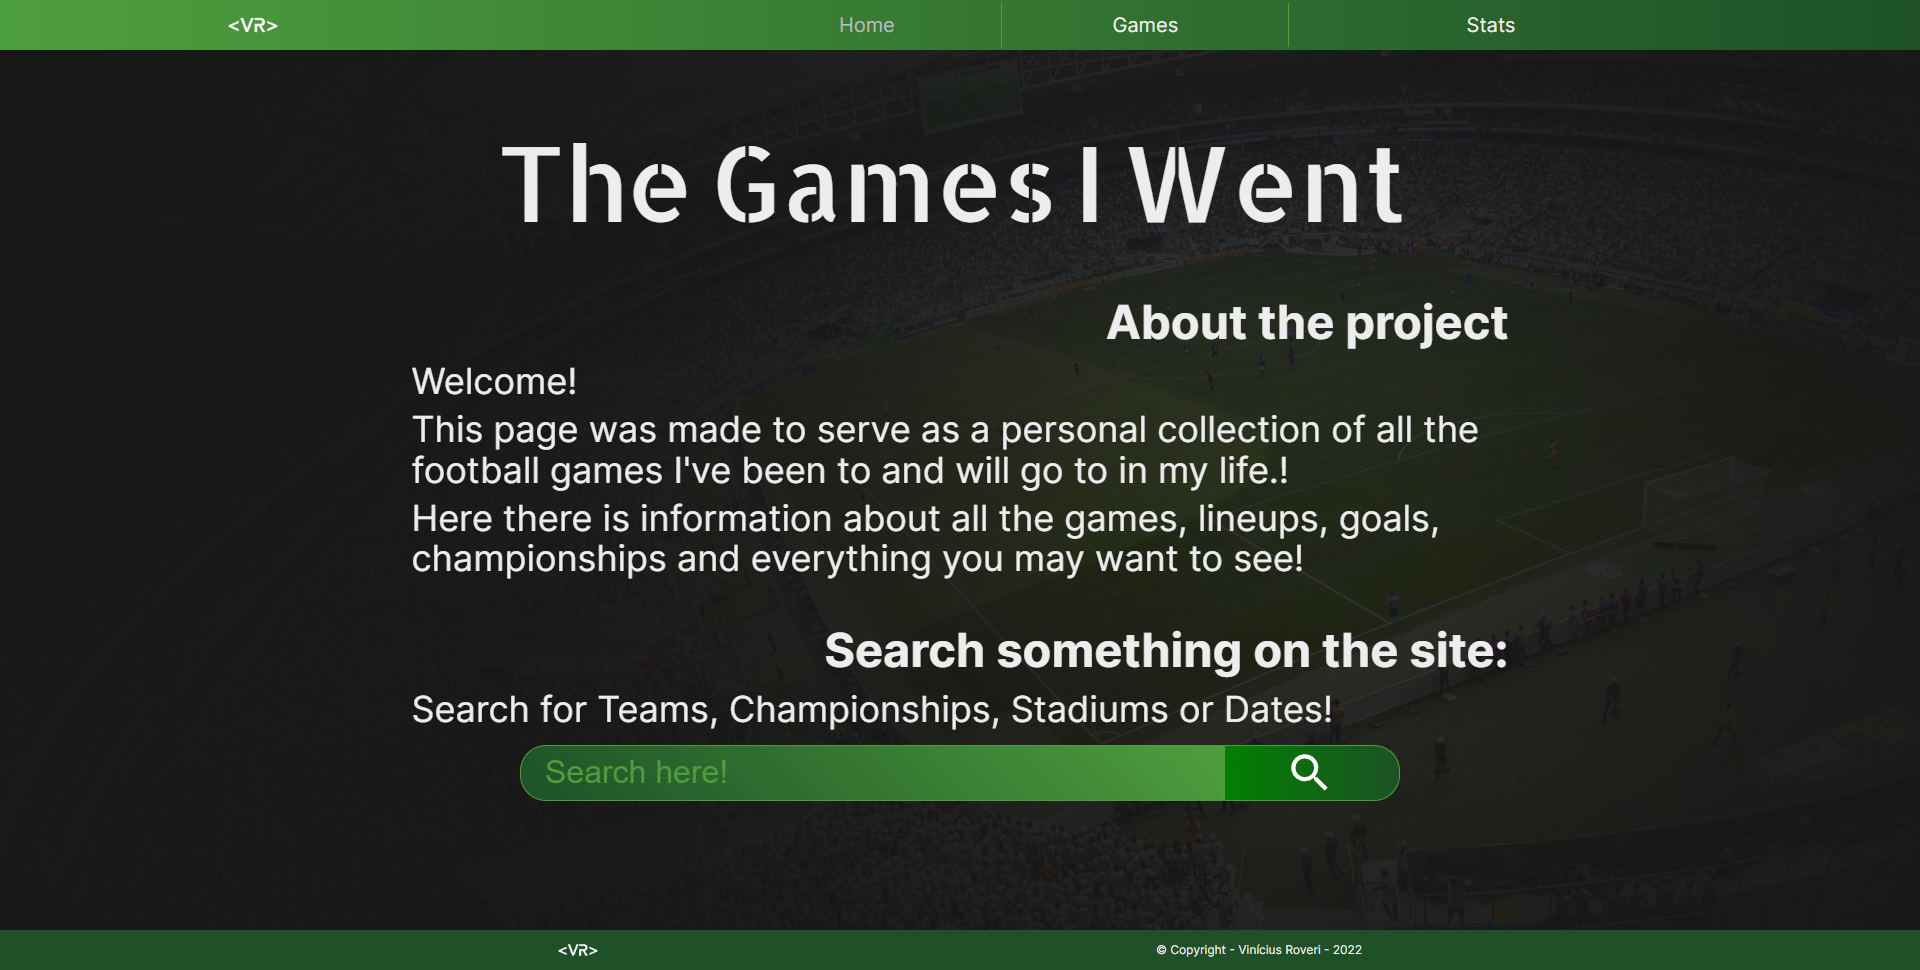 <VR>
Home
Games
Stats
The Games I Went
About the project
Welcome!
This page was made to serve as a personal collection of all the
football games I've been to and will go to in my life.!
Here there is information about all the games, lineups, goals,
championships and everything you may want to see!
Search something on the site:
Search for Teams, Championships, Stadiums or Dates!
Search here!
<VR>
© Copyright - Vinícius Roveri - 2022